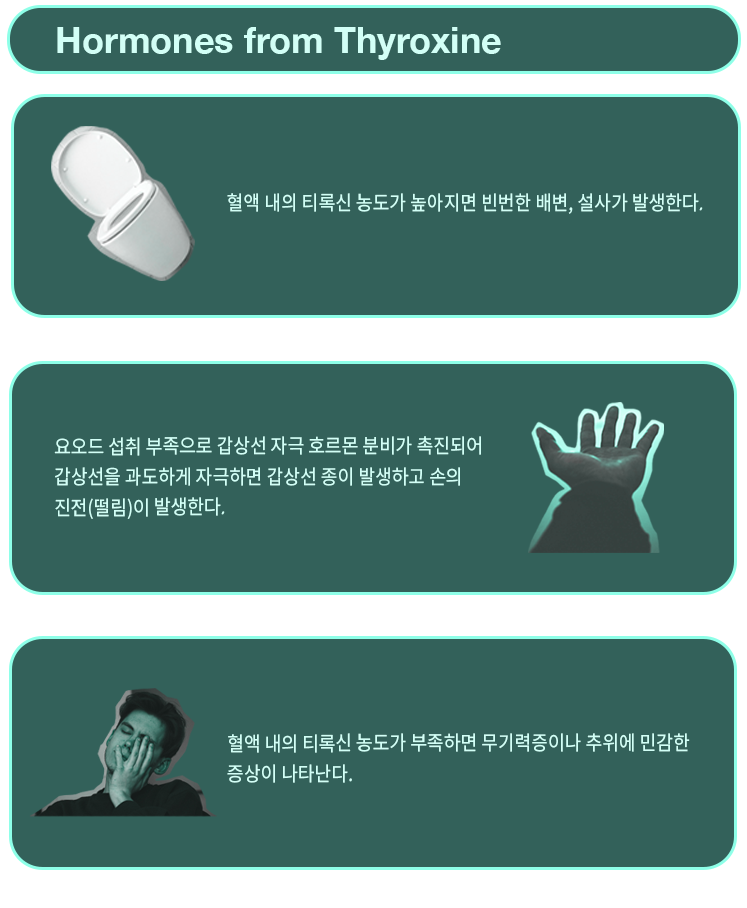 Hormones from Thyroxine
혈액 내의 티록신 농도가 높아지면 빈번한 배변, 설사가 발생한다.
요오드 섭취 부족으로 갑상선 자극 호르몬 분비가 촉진되어
갑상선을 과도하게 자극하면 갑상선 종이 발생하고 손의
진전(떨림)이 발생한다.
혈액 내의 티록신 농도가 부족하면 무기력증이나 추위에 민감한
증상이 나타난다.